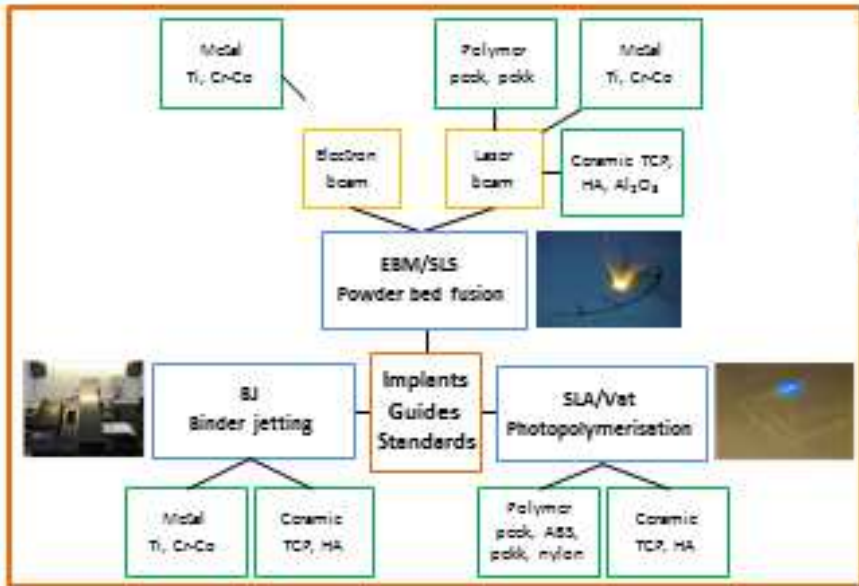 Metal
Ti, Cr-Co
Polymer
peek, pekk
Metal
Ti, Cr-Co
Electron
beam
Laser
beam
Ceramic TCP,
HA, Al₂O₃
EBM/SLS
Powder bed fusion
BJ
Binder jetting
Implants
Guides
Standards
SLA/Vat
Photopolymerisation
Metal
Ti, Cr-Co
Ceramic
TCP, HA
Polymer
peek, ABS,
pekk, nylon
Ceramic
TCP, HA